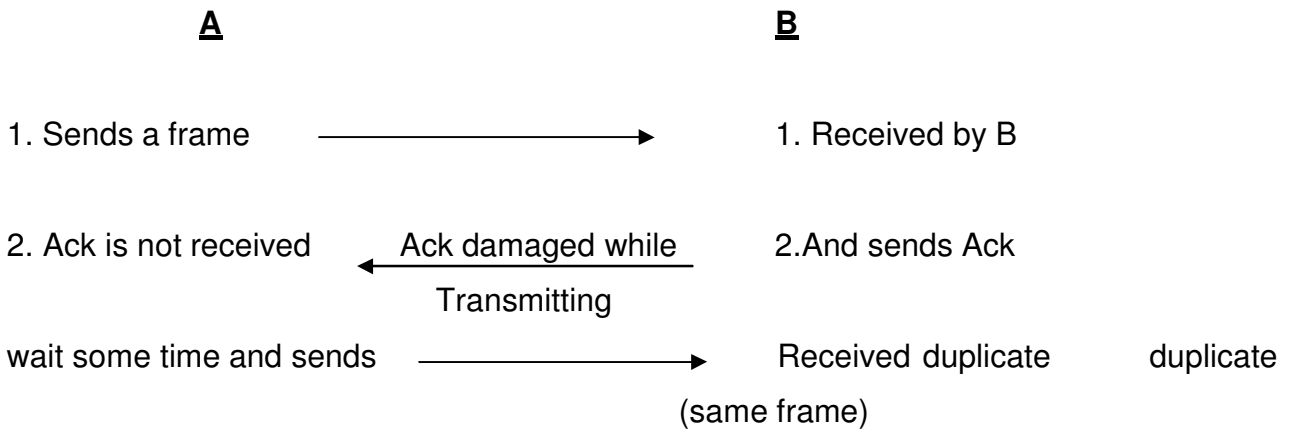 A B
1. Sends a frame 1. Received by B
2. Ack is not received Ack damaged while 2.And sends Ack
Transmitting
wait some time and sends Received duplicate duplicate
(same frame)